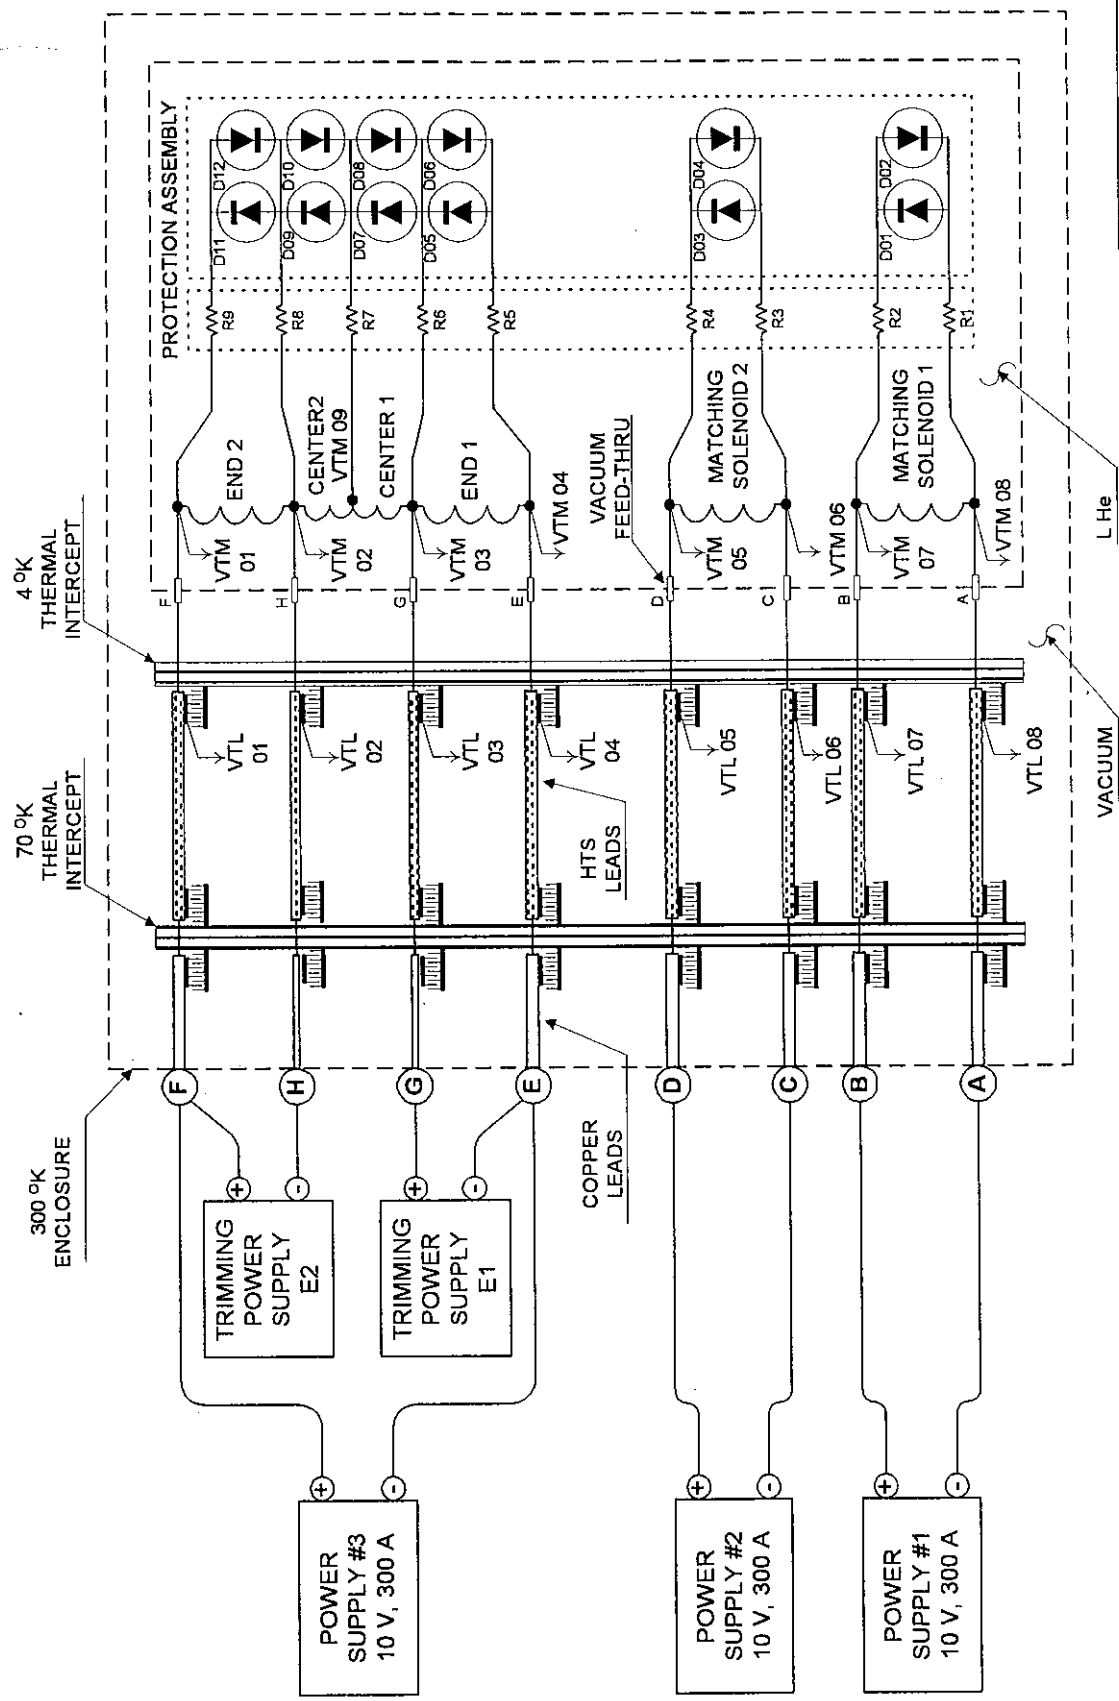 PROTECTION ASSEMBLY
D12
D10
D08
D06
D04
D02
D11
D09
D07
D05
D03
D01
R9
R8
R7
R6
R5
R4
R3
R2
R1
END 2
CENTER2
VTM 09
CENTER 1
END 1
MATCHING
SOLENOID 2
MATCHING
SOLENOID 1
VTM
01
VTM
02
VTM
03
VTM 04
VACUUM
FEED-THRU
VTM
05
VTM 06
VTM
07
VTM 08
L He
4 ºK
THERMAL
INTERCEPT
F
H
G
E
D
C
B
A
VTL
01
VTL
02
VTL
03
VTL
04
VTL 05
VTL 06
VTL 07
VTL 08
VACUUM
70 ºK
THERMAL
INTERCEPT
HTS
LEADS
F
H
G
E
D
C
B
A
300 ºK
ENCLOSURE
COPPER
LEADS
+
-
+
-
TRIMMING
POWER
SUPPLY
E2
TRIMMING
POWER
SUPPLY
E1
+
-
+
-
+
-
POWER
SUPPLY #3
10 V, 300 A
POWER
SUPPLY #2
10 V, 300 A
POWER
SUPPLY #1
10 V, 300 A